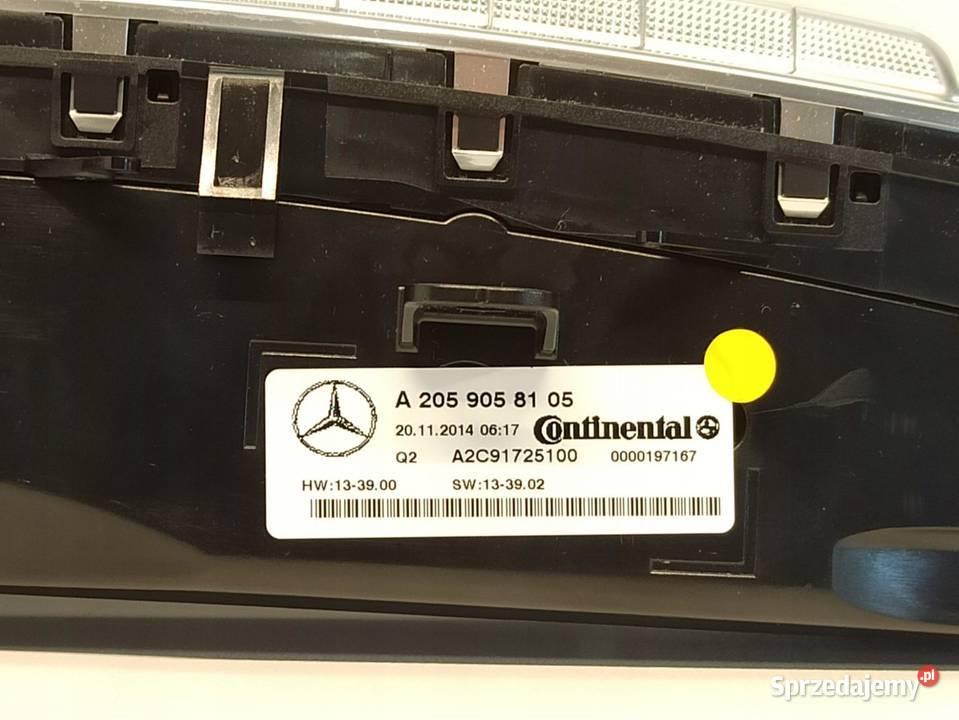 A 205 905 81 05
20.11.2014 06:17 Continental
Q2 A2C91725100 0000197167
HW:13-39.00 SW:13-39.02
Sprzedajemy.pl